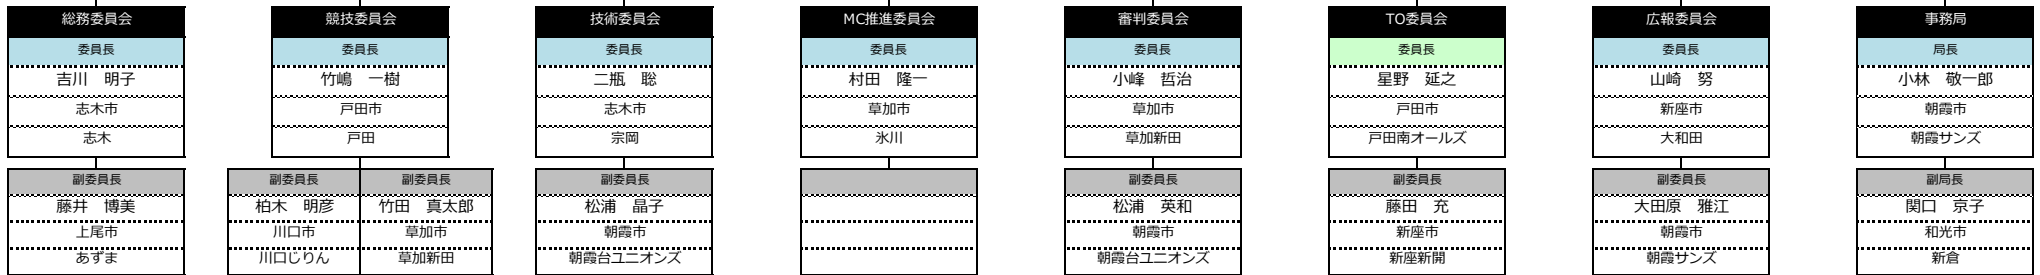 総務委員会
委員長
吉川　明子
志木市
志木
副委員長
藤井　博美
上尾市
あずま
競技委員会
委員長
竹嶋　一樹
戸田市
戸田
副委員長
柏木　明彦
川口市
川口じりん
副委員長
竹田　真太郎
草加市
草加新田
技術委員会
委員長
二瓶　聡
志木市
宗岡
副委員長
松浦　晶子
朝霞市
朝霞台ユニオンズ
MC推進委員会
委員長
村田　隆一
草加市
氷川
審判委員会
委員長
小峰　哲治
草加市
草加新田
副委員長
松浦　英和
朝霞市
朝霞台ユニオンズ
TO委員会
委員長
星野　延之
戸田市
戸田南オールズ
副委員長
藤田　充
新座市
新座新開
広報委員会
委員長
山崎　努
新座市
大和田
副委員長
大田原　雅江
朝霞市
朝霞サンズ
事務局
局長
小林　敬一郎
朝霞市
朝霞サンズ
副局長
関口　京子
和光市
新倉